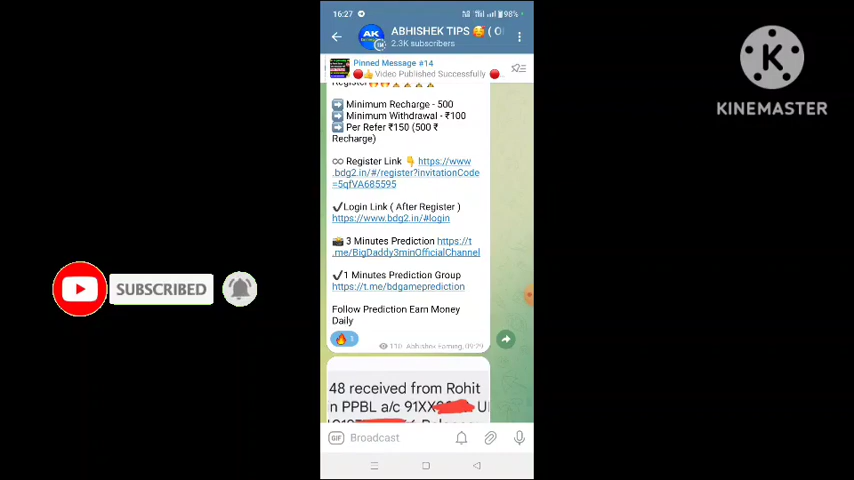 16:27
98%
AK
ABHISHEK TIPS 🥰 ( O
2.3K subscribers
Pinned Message #14
🔴👍Video Published Successfully 🔴
➡️ Minimum Recharge - 500
➡️ Minimum Withdrawal - ₹100
➡️ Per Refer ₹150 (500 ₹
Recharge)
∞ Register Link 👇 https://www
.bdg2.in/#/register?invitationCode
=5qfVA685595
✔Login Link ( After Register )
https://www.bdg2.in/#login
📸 3 Minutes Prediction https://t
.me/BigDaddy3minOfficialChannel
✔1 Minutes Prediction Group
https://t.me/bdgameprediction
Follow Prediction Earn Money
Daily
🔥 1
48 received from Rohit
n PPBL a/c 91XX
GIF Broadcast
SUBSCRIBED
K
KINEMASTER